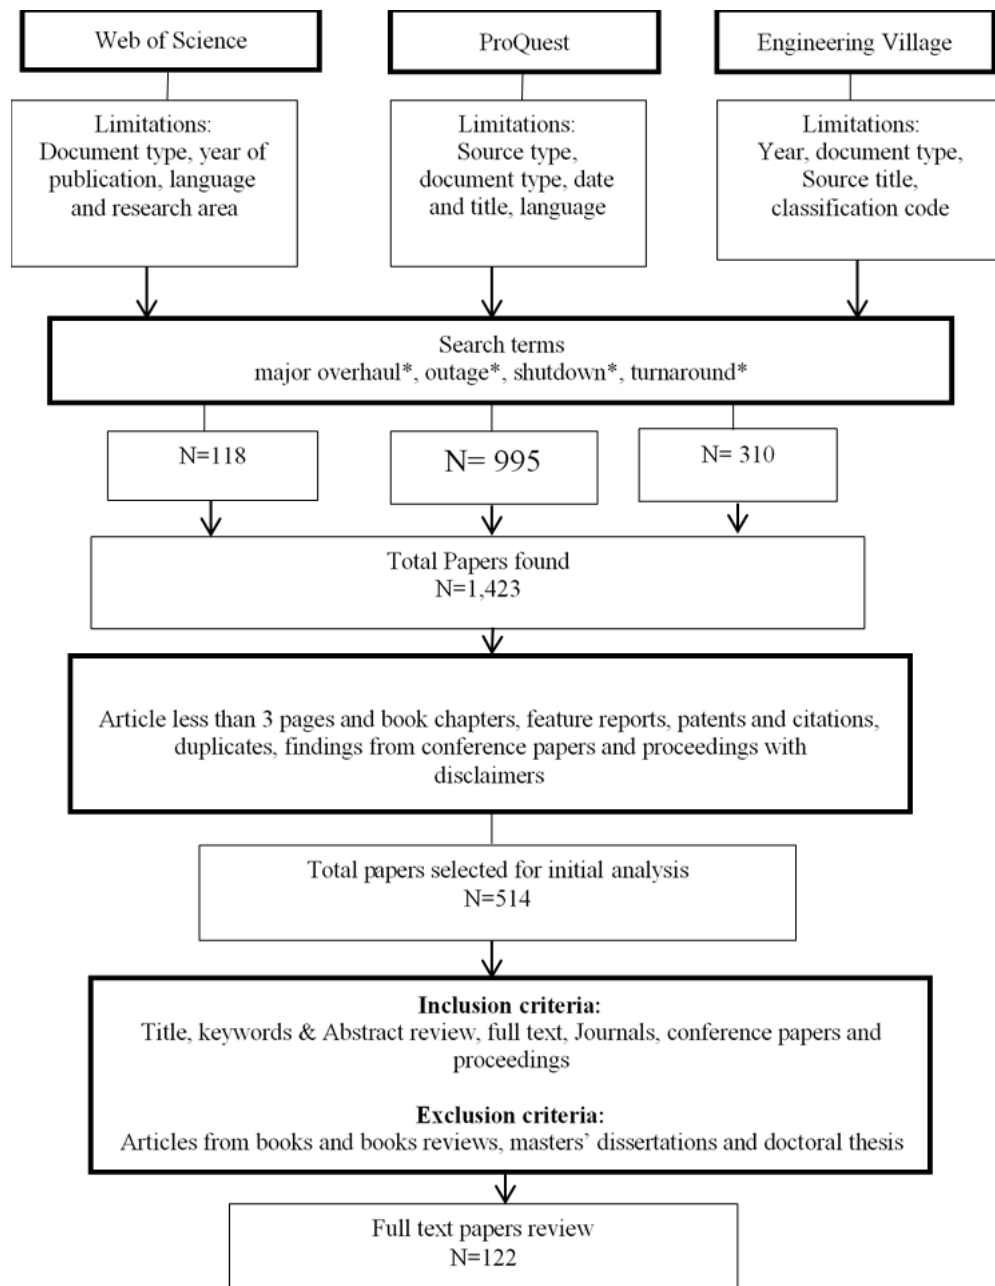 Web of Science
ProQuest
Engineering Village
Limitations:
Document type, year of
publication, language
and research area
Limitations:
Source type,
document type, date
and title, language
Limitations:
Year, document type,
Source title,
classification code
Search terms
major overhaul*, outage*, shutdown*, turnaround*
N=118
N= 995
N= 310
Total Papers found
N=1,423
Article less than 3 pages and book chapters, feature reports, patents and citations,
duplicates, findings from conference papers and proceedings with
disclaimers
Total papers selected for initial analysis
N=514
Inclusion criteria:
Title, keywords & Abstract review, full text, Journals, conference papers and
proceedings
Exclusion criteria:
Articles from books and books reviews, masters’ dissertations and doctoral thesis
Full text papers review
N=122